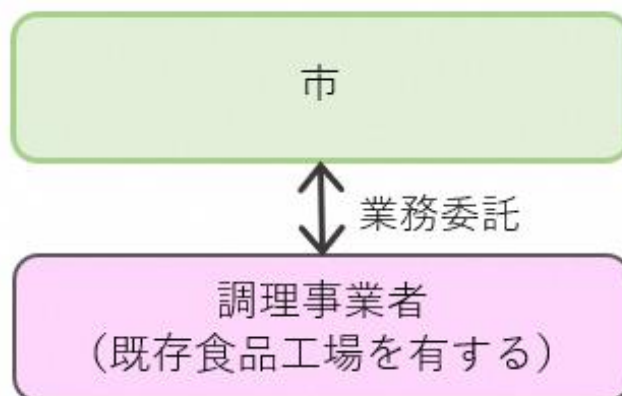 市
業務委託
調理事業者
（既存食品工場を有する）